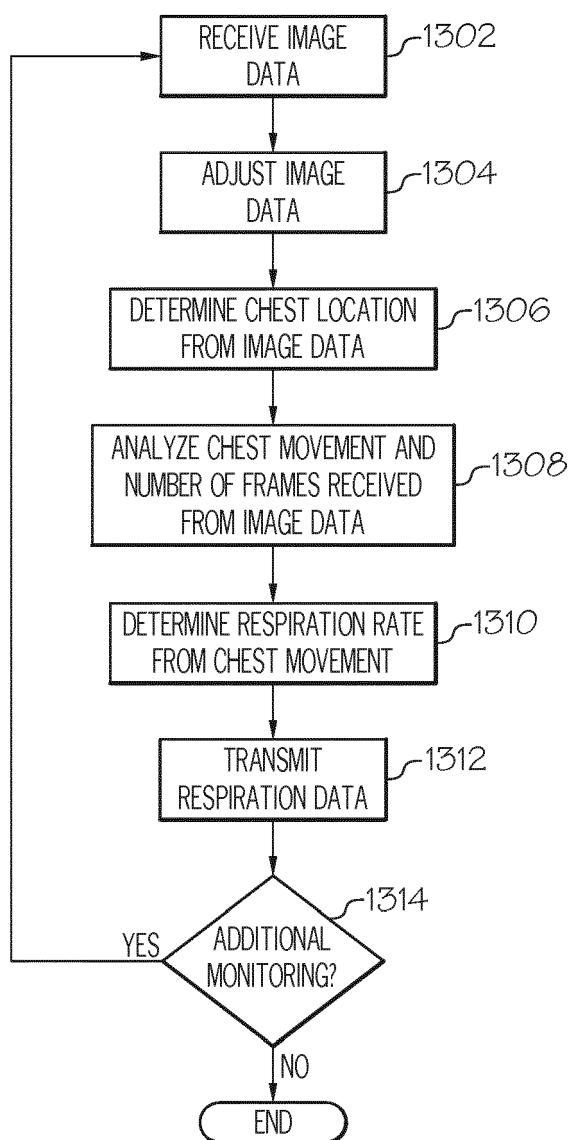 RECEIVE IMAGE
DATA
1302
ADJUST IMAGE
DATA
1304
DETERMINE CHEST LOCATION
FROM IMAGE DATA
1306
ANALYZE CHEST MOVEMENT AND
NUMBER OF FRAMES RECEIVED
FROM IMAGE DATA
1308
DETERMINE RESPIRATION RATE
FROM CHEST MOVEMENT
1310
TRANSMIT
RESPIRATION DATA
1312
ADDITIONAL
MONITORING?
1314
YES
NO
END